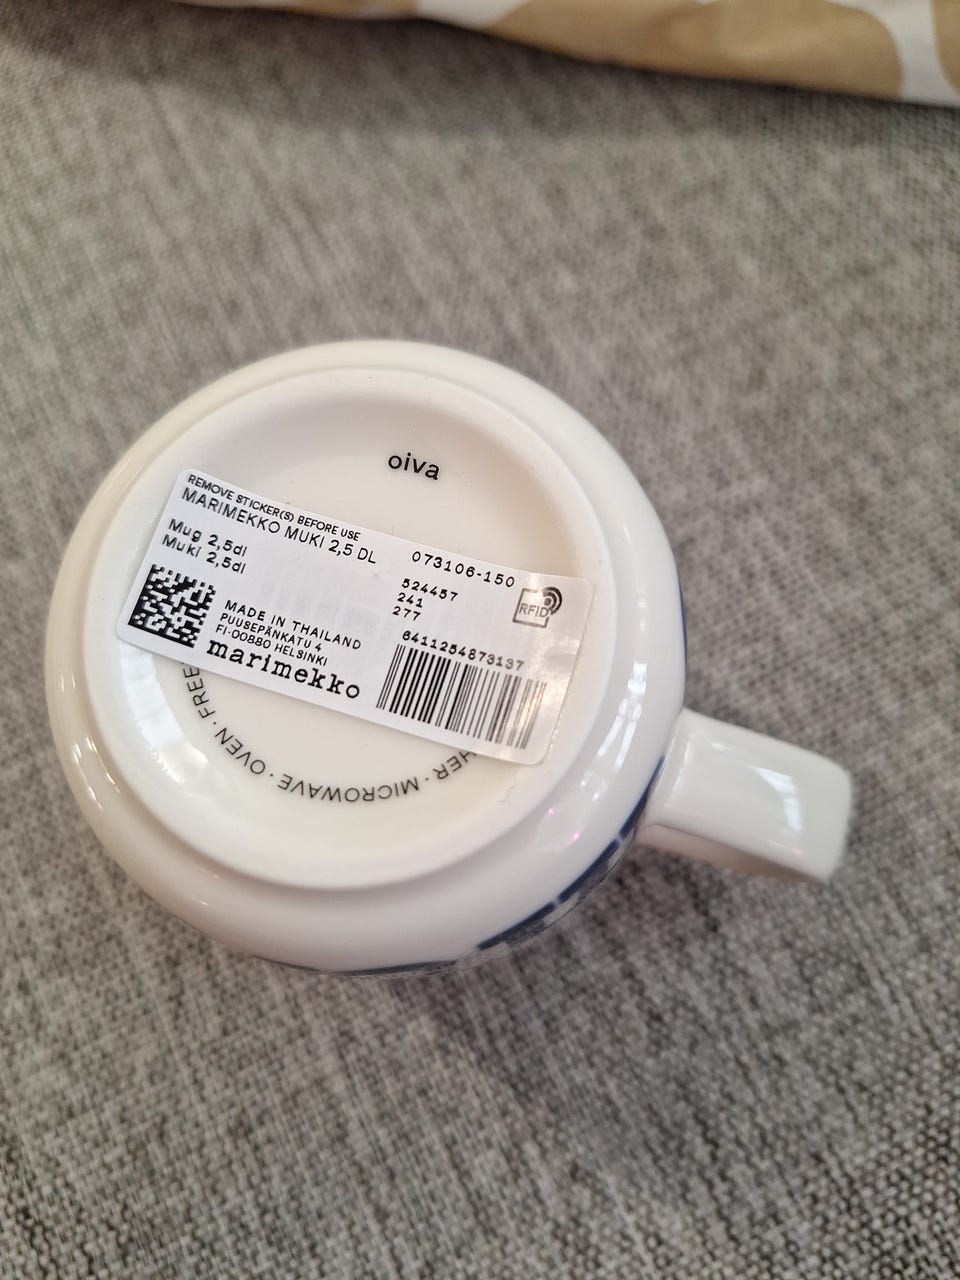 oiva
REMOVE STICKER(S) BEFORE USE
MARIMEKKO MUKI 2,5 DL
Mug 2,5dl
Muki 2,5dl
073106-150
524457
241
277
RFID
MADE IN THAILAND
PUUSEPÄNKATU 4
FI-00880 HELSINKI
marimekko
6411254873137
HER · MICROWAVE · OVEN · FREE